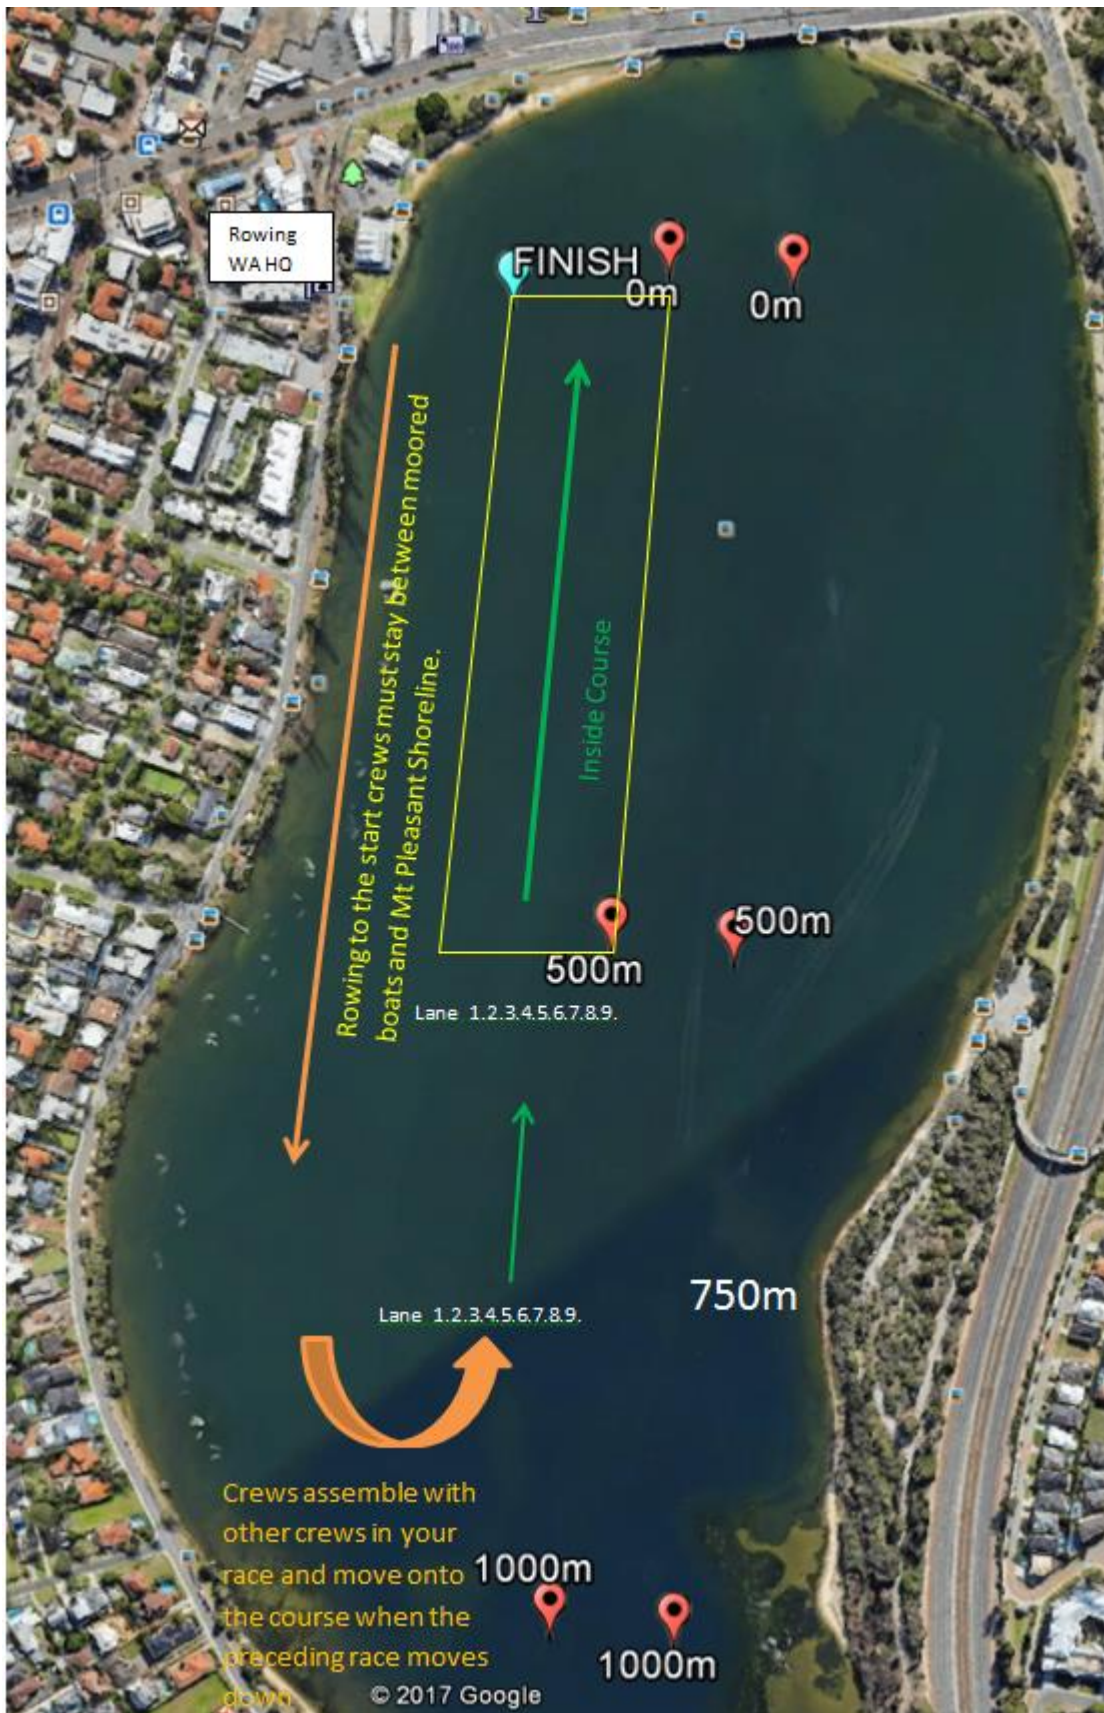 Rowing
WA HQ
FINISH
0m
0m
Rowing to the start crews must stay between moored
boats and Mt Pleasant Shoreline.
Inside Course
500m
500m
Lane 1.2.3.4.5.6.7.8.9.
750m
Lane 1.2.3.4.5.6.7.8.9.
Crews assemble with
other crews in your
race and move onto
the course when the
preceding race moves
down
1000m
1000m
© 2017 Google